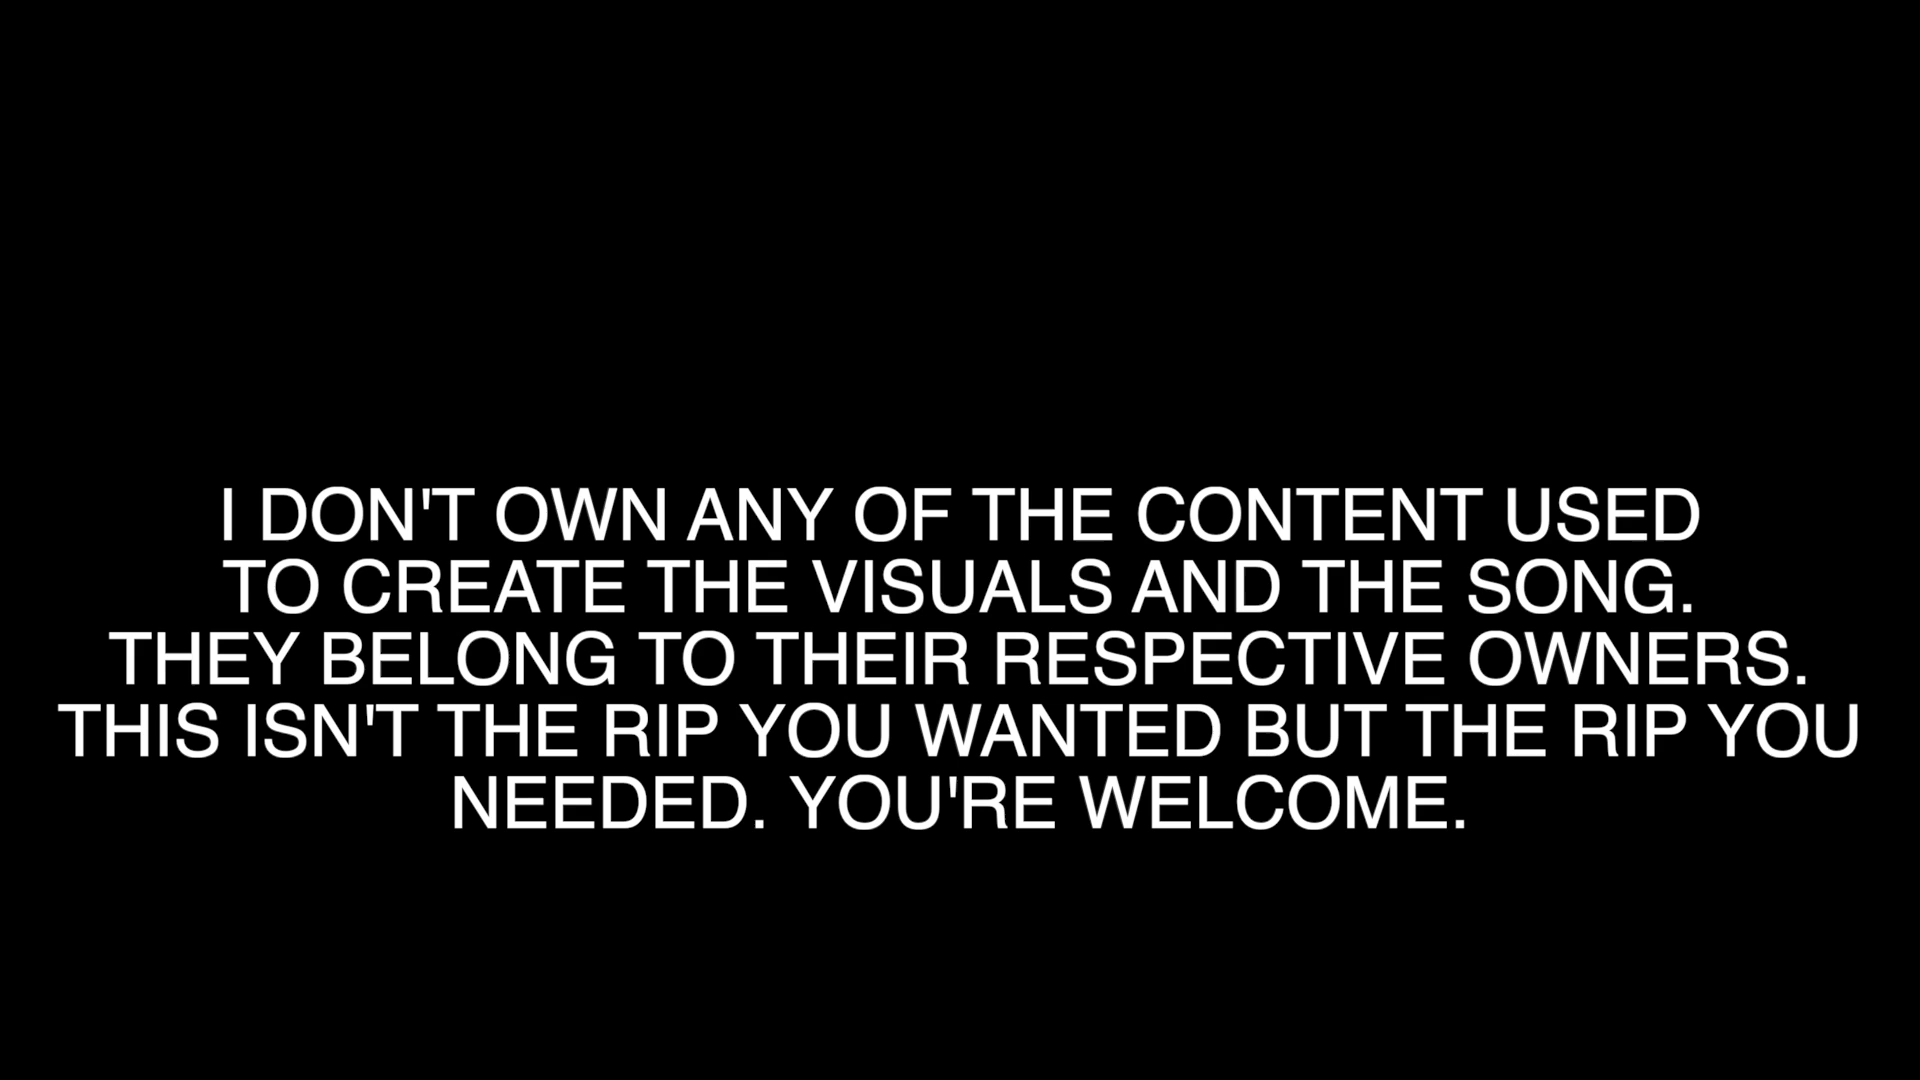 I DON'T OWN ANY OF THE CONTENT USED
TO CREATE THE VISUALS AND THE SONG.
THEY BELONG TO THEIR RESPECTIVE OWNERS.
THIS ISN'T THE RIP YOU WANTED BUT THE RIP YOU
NEEDED. YOU'RE WELCOME.